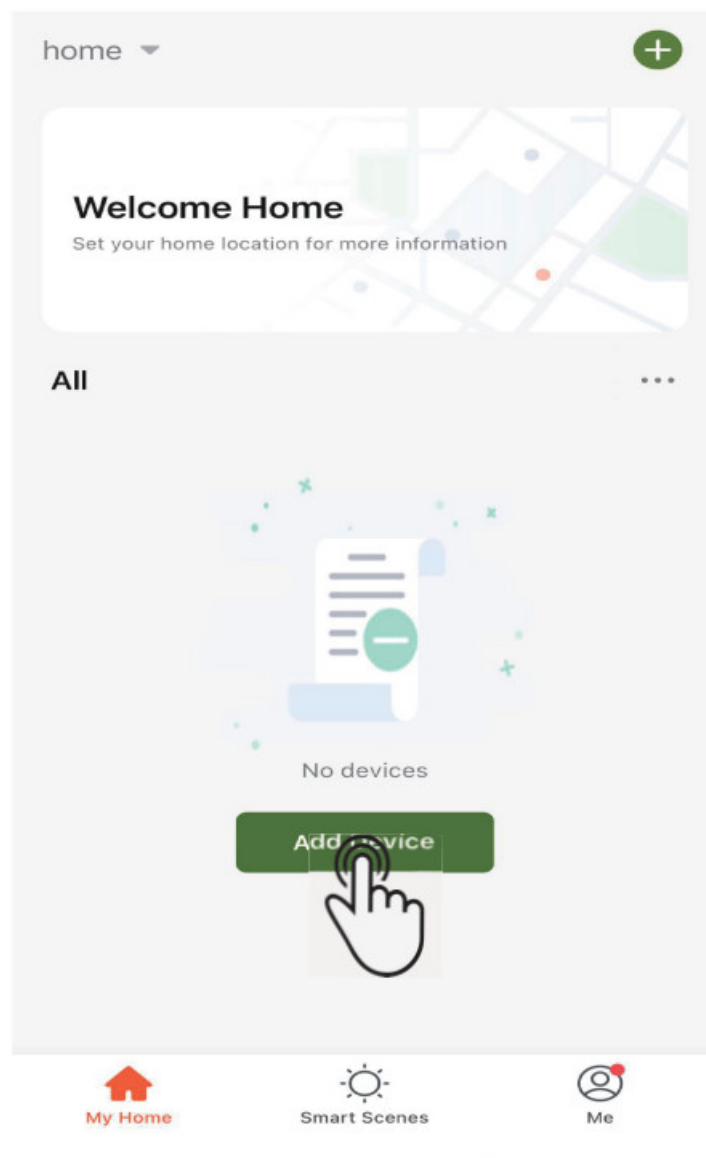 home
Welcome Home
Set your home location for more information
All
No devices
Add Device
My Home
Smart Scenes
Me